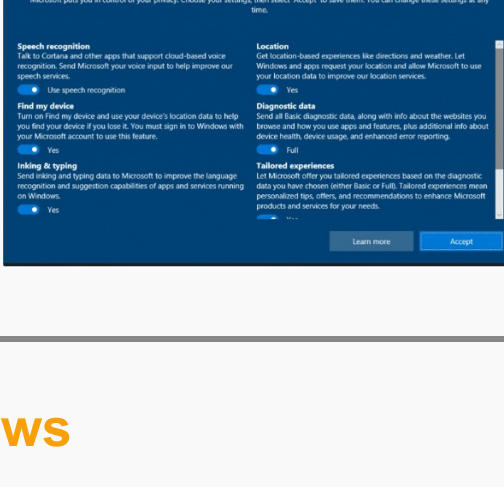 Microsoft puts you in control of your privacy. Choose your settings, then select 'Accept' to save them. You can change these settings at any
time.
Speech recognition
Talk to Cortana and other apps that support cloud-based voice
recognition. Send Microsoft your voice input to help improve our
speech services.
Use speech recognition
Find my device
Turn on Find my device and use your device's location data to help
you find your device if you lose it. You must sign in to Windows with
your Microsoft account to use this feature.
Yes
Inking & typing
Send inking and typing data to Microsoft to improve the language
recognition and suggestion capabilities of apps and services running
on Windows.
Yes
Location
Get location-based experiences like directions and weather. Let
Windows and apps request your location and allow Microsoft to use
your location data to improve our location services.
Yes
Diagnostic data
Send all Basic diagnostic data, along with info about the websites you
browse and how you use apps and features, plus additional info about
device health, device usage, and enhanced error reporting.
Full
Tailored experiences
Let Microsoft offer you tailored experiences based on the diagnostic
data you have chosen (either Basic or Full). Tailored experiences mean
personalized tips, offers, and recommendations to enhance Microsoft
products and services for your needs.
Yes
Learn more
Accept
ws